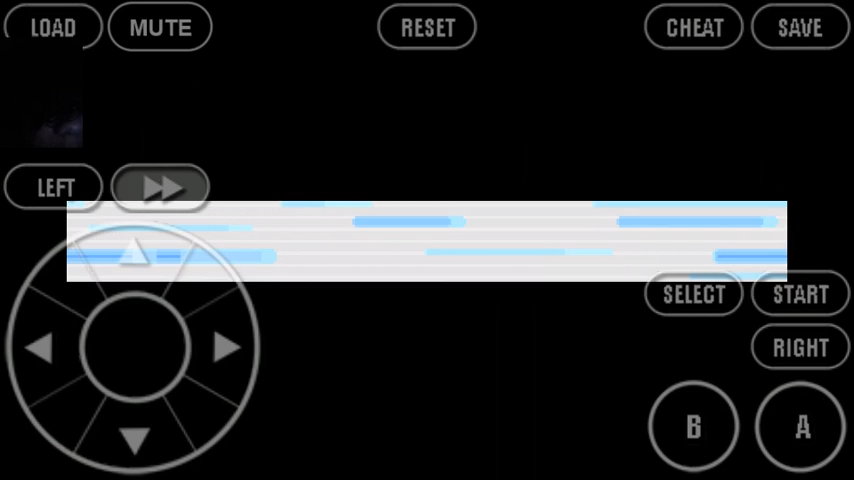 LOAD MUTE RESET CHEAT SAVE
LEFT
SELECT START
RIGHT
B A